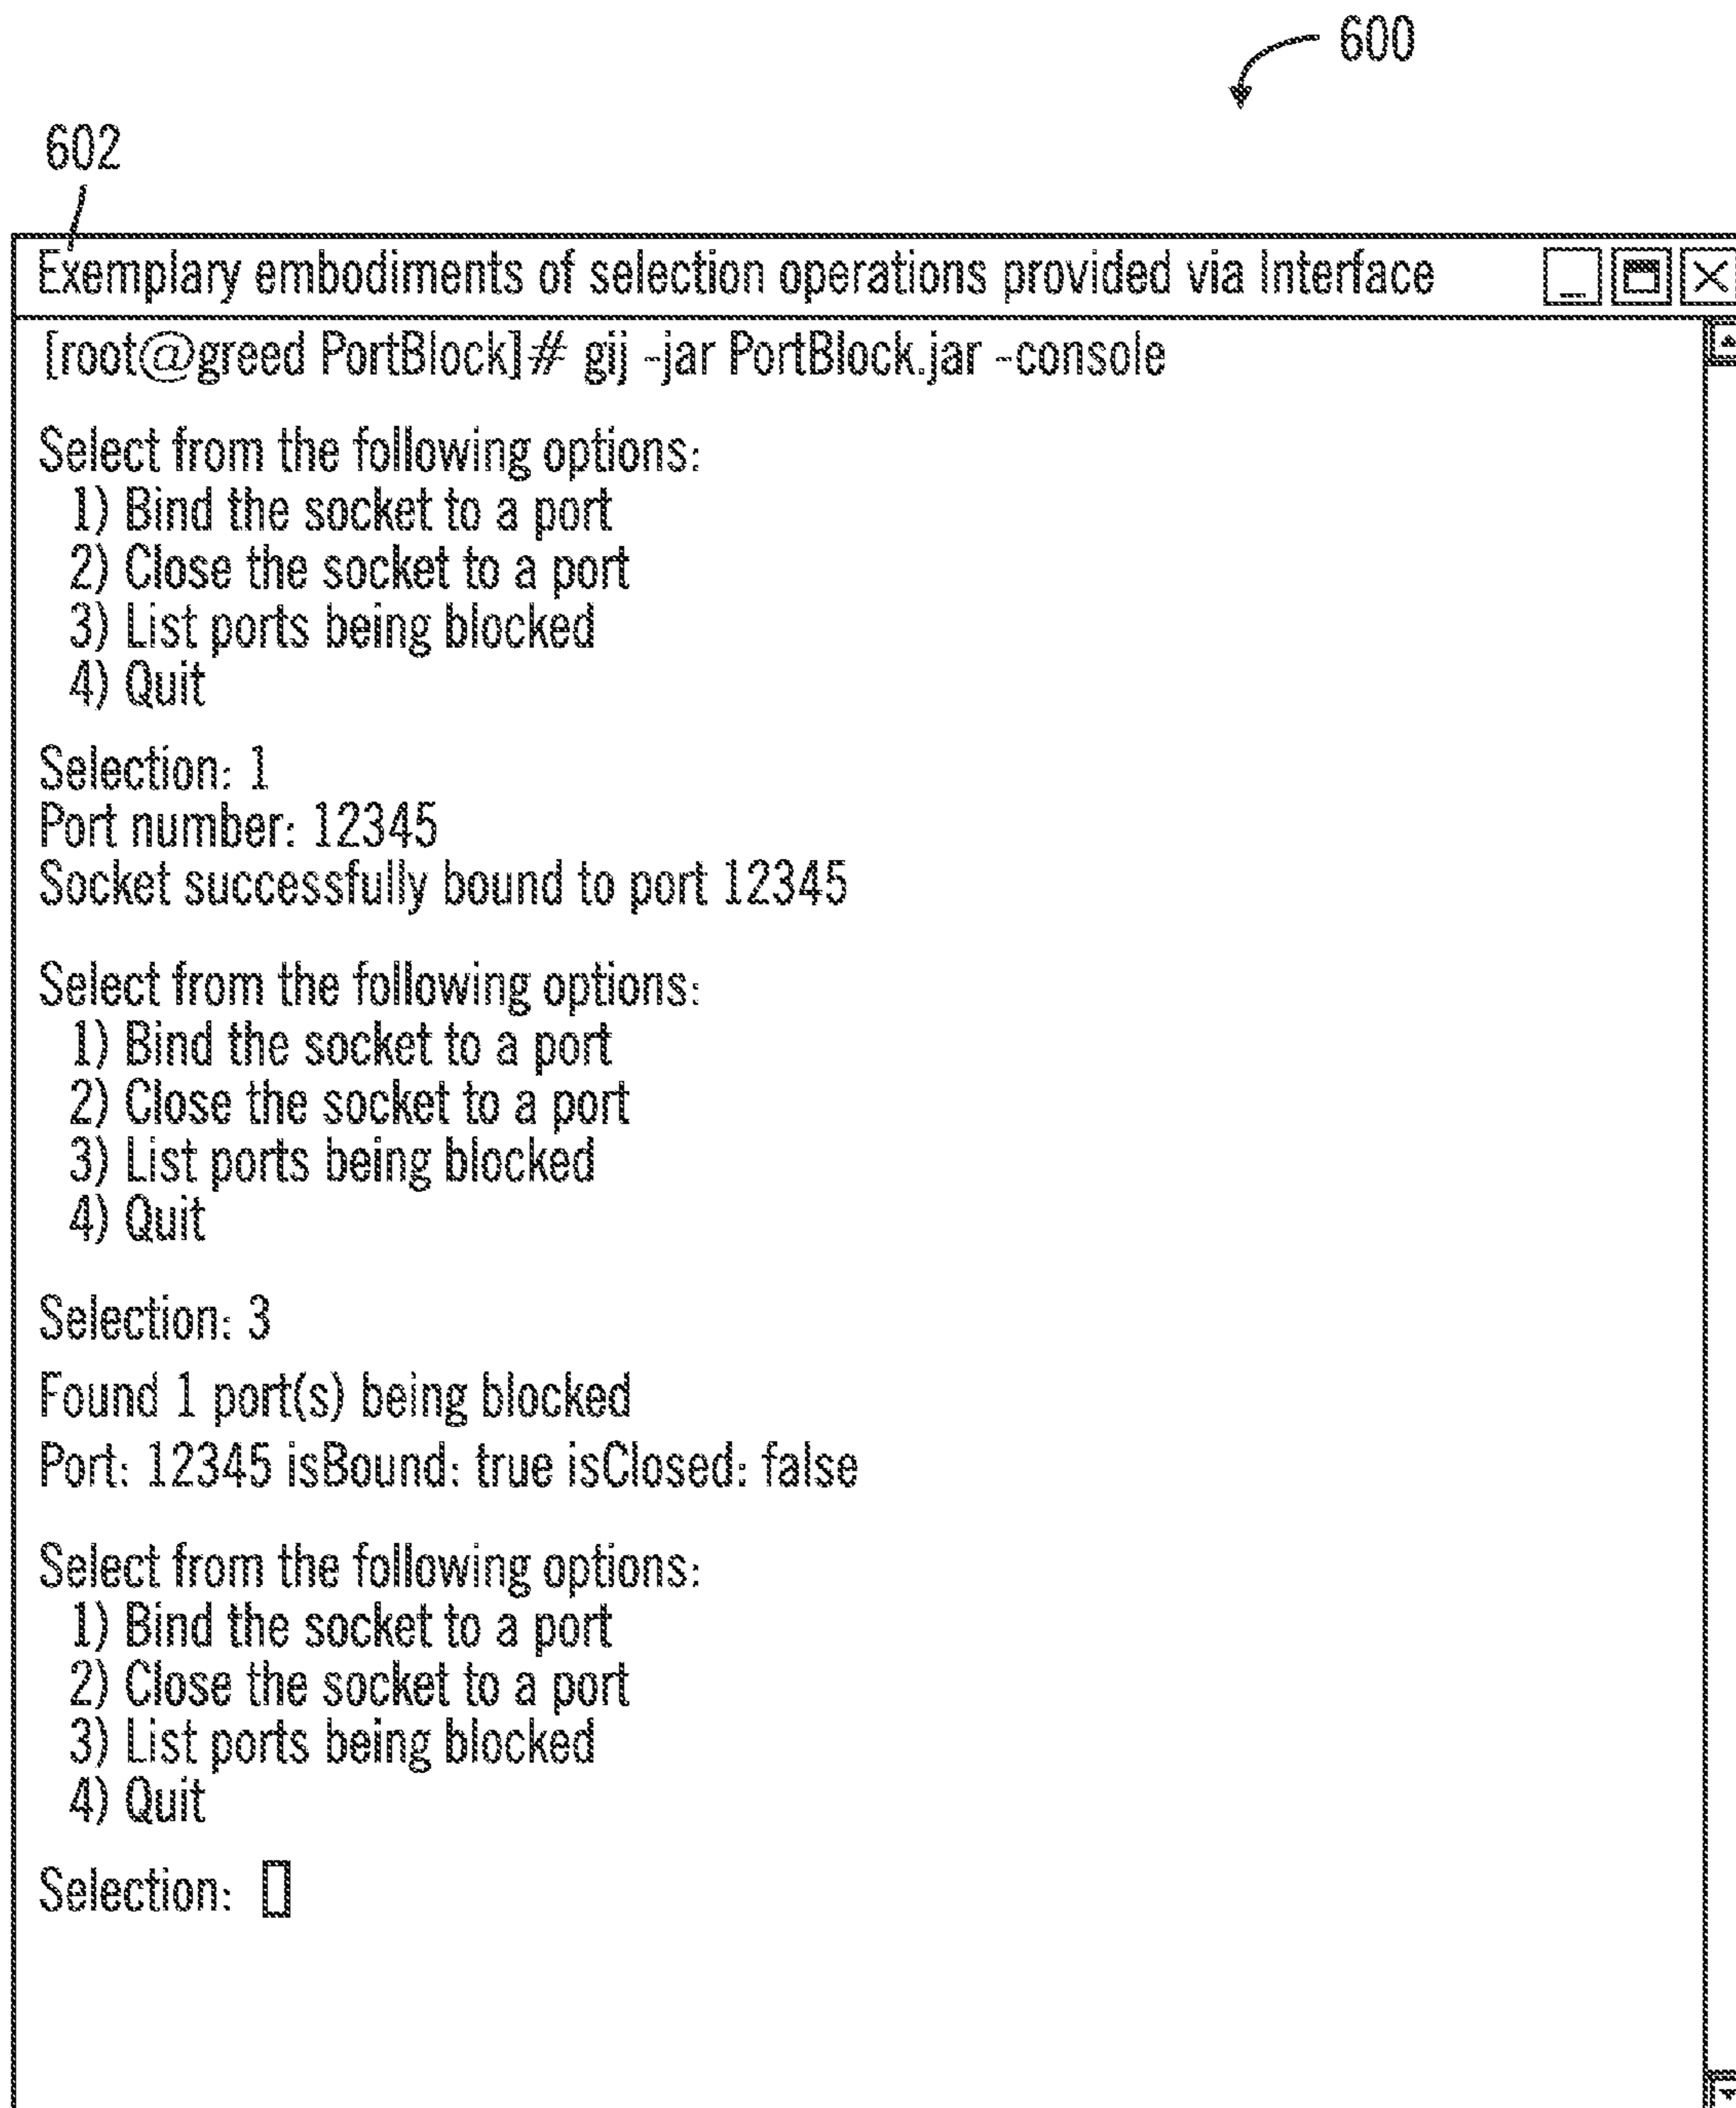 600
602
Exemplary embodiments of selection operations provided via Interface
[root@greed PortBlock]# gij -jar PortBlock.jar -console
Select from the following options:
1) Bind the socket to a port
2) Close the socket to a port
3) List ports being blocked
4) Quit
Selection: 1
Port number: 12345
Socket successfully bound to port 12345
Select from the following options:
1) Bind the socket to a port
2) Close the socket to a port
3) List ports being blocked
4) Quit
Selection: 3
Found 1 port(s) being blocked
Port: 12345 isBound: true isClosed: false
Select from the following options:
1) Bind the socket to a port
2) Close the socket to a port
3) List ports being blocked
4) Quit
Selection: